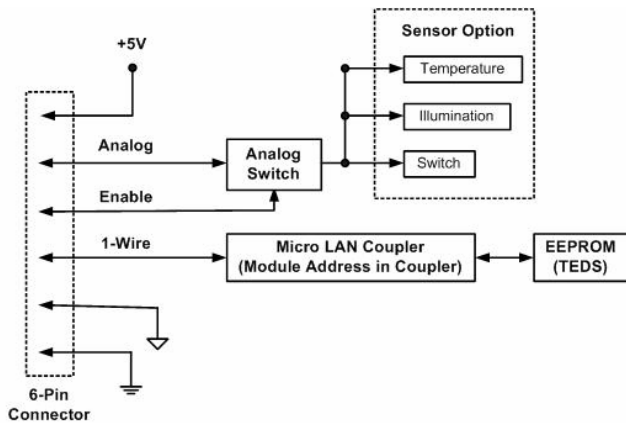 Sensor Option
+5V
Temperature
Illumination
Analog
Analog
Switch
Switch
Enable
1-Wire
Micro LAN Coupler
(Module Address in Coupler)
EEPROM
(TEDS)
6-Pin
Connector